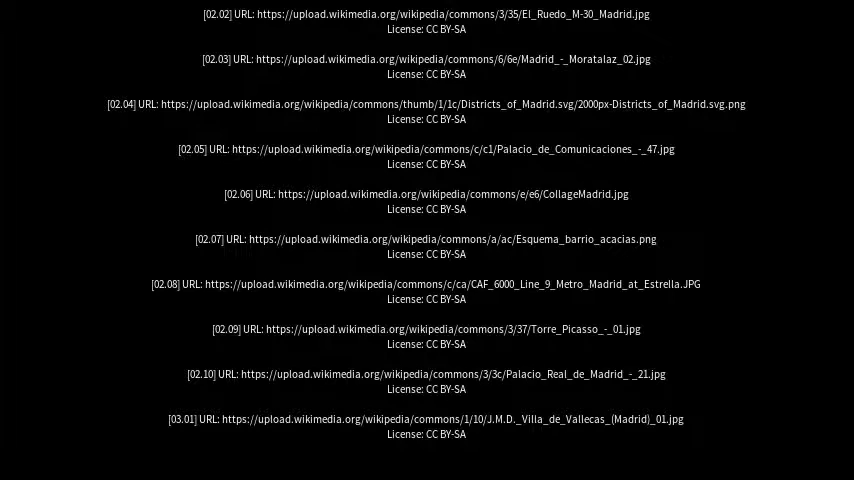 [02.02] URL: https://upload.wikimedia.org/wikipedia/commons/3/35/El_Ruedo_M-30_Madrid.jpg
License: CC BY-SA
[02.03] URL: https://upload.wikimedia.org/wikipedia/commons/6/6e/Madrid_-_Moratalaz_02.jpg
License: CC BY-SA
[02.04] URL: https://upload.wikimedia.org/wikipedia/commons/thumb/1/1c/Districts_of_Madrid.svg/2000px-Districts_of_Madrid.svg.png
License: CC BY-SA
[02.05] URL: https://upload.wikimedia.org/wikipedia/commons/c/c1/Palacio_de_Comunicaciones_-_47.jpg
License: CC BY-SA
[02.06] URL: https://upload.wikimedia.org/wikipedia/commons/e/e6/CollageMadrid.jpg
License: CC BY-SA
[02.07] URL: https://upload.wikimedia.org/wikipedia/commons/a/ac/Esquema_barrio_acacias.png
License: CC BY-SA
[02.08] URL: https://upload.wikimedia.org/wikipedia/commons/c/ca/CAF_6000_Line_9_Metro_Madrid_at_Estrella.JPG
License: CC BY-SA
[02.09] URL: https://upload.wikimedia.org/wikipedia/commons/3/37/Torre_Picasso_-_01.jpg
License: CC BY-SA
[02.10] URL: https://upload.wikimedia.org/wikipedia/commons/3/3c/Palacio_Real_de_Madrid_-_21.jpg
License: CC BY-SA
[03.01] URL: https://upload.wikimedia.org/wikipedia/commons/1/10/J.M.D._Villa_de_Vallecas_(Madrid)_01.jpg
License: CC BY-SA